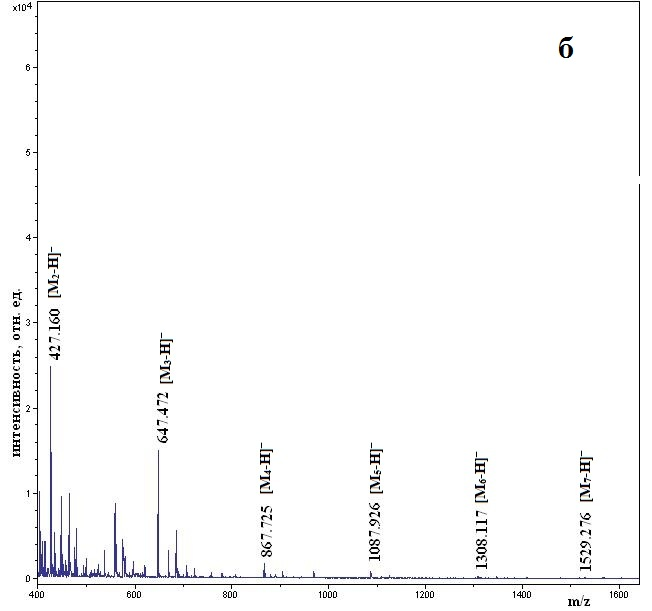 x10⁴
б
6
5
4
3
2
1
0
интенсивность, отн. ед.
427.160 [M₂-H]⁻
647.472 [M₃-H]⁻
867.725 [M₄-H]⁻
1087.926 [M₅-H]⁻
1308.117 [M₆-H]⁻
1529.276 [M₇-H]⁻
400 600 800 1000 1200 1400 1600
m/z